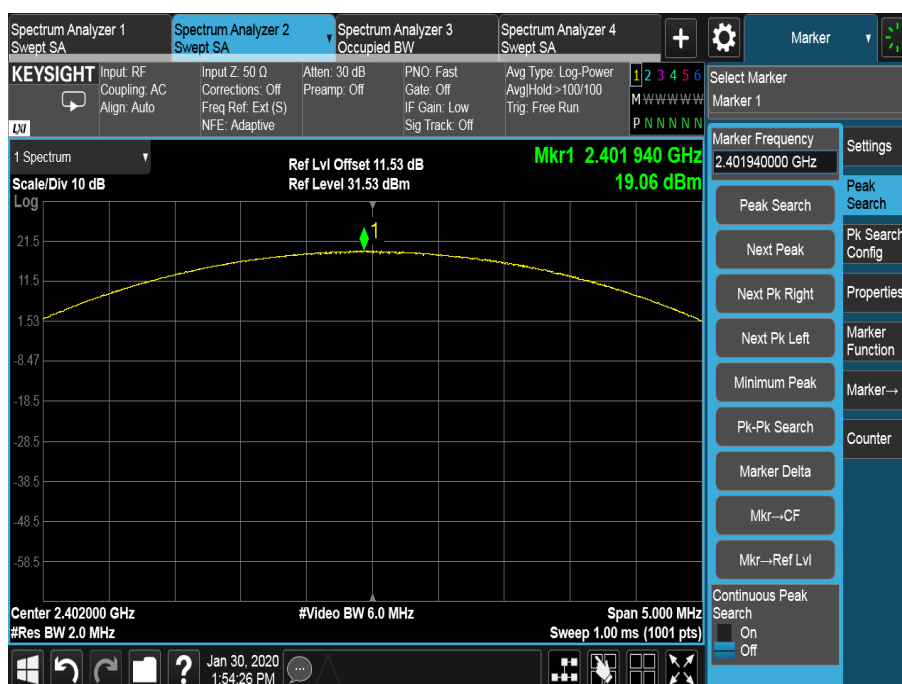 Spectrum Analyzer 1
Swept SA
Spectrum Analyzer 2
Swept SA
Spectrum Analyzer 3
Occupied BW
Spectrum Analyzer 4
Swept SA
+
Marker
KEYSIGHT
LXI
Input: RF
Coupling: AC
Align: Auto
Input Z: 50 Ω
Corrections: Off
Freq Ref: Ext (S)
NFE: Adaptive
Atten: 30 dB
Preamp: Off
PNO: Fast
Gate: Off
IF Gain: Low
Sig Track: Off
Avg Type: Log-Power
Avg|Hold:>100/100
Trig: Free Run
1 2 3 4 5 6
M W W W W W W
P N N N N N
Select Marker
Marker 1
1 Spectrum
Scale/Div 10 dB
Log
Ref Lvl Offset 11.53 dB
Ref Level 31.53 dBm
Mkr1 2.401 940 GHz
19.06 dBm
1
21.5
11.5
1.53
-8.47
-18.5
-28.5
-38.5
-48.5
-58.5
Center 2.402000 GHz
#Res BW 2.0 MHz
#Video BW 6.0 MHz
Span 5.000 MHz
Sweep 1.00 ms (1001 pts)
Marker Frequency
2.401940000 GHz
Peak Search
Next Peak
Next Pk Right
Next Pk Left
Minimum Peak
Pk-Pk Search
Marker Delta
Mkr→CF
Mkr→Ref Lvl
Continuous Peak
Search
On
Off
Settings
Peak
Search
Pk Search
Config
Properties
Marker
Function
Marker→
Counter
?
Jan 30, 2020
1:54:26 PM